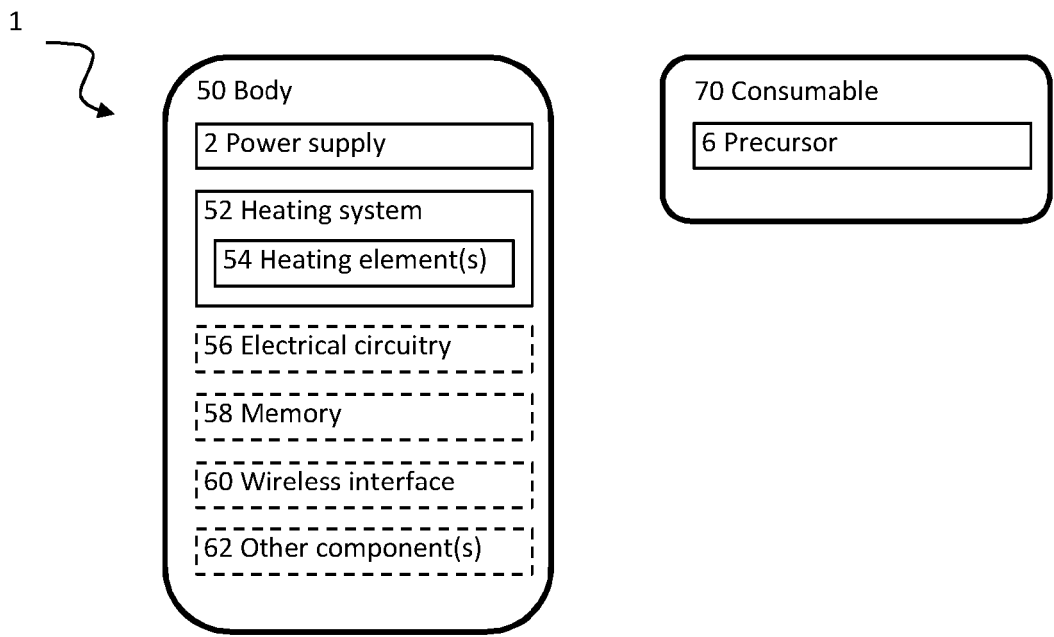 1
50 Body
2 Power supply
52 Heating system
54 Heating element(s)
56 Electrical circuitry
58 Memory
60 Wireless interface
62 Other component(s)
70 Consumable
6 Precursor